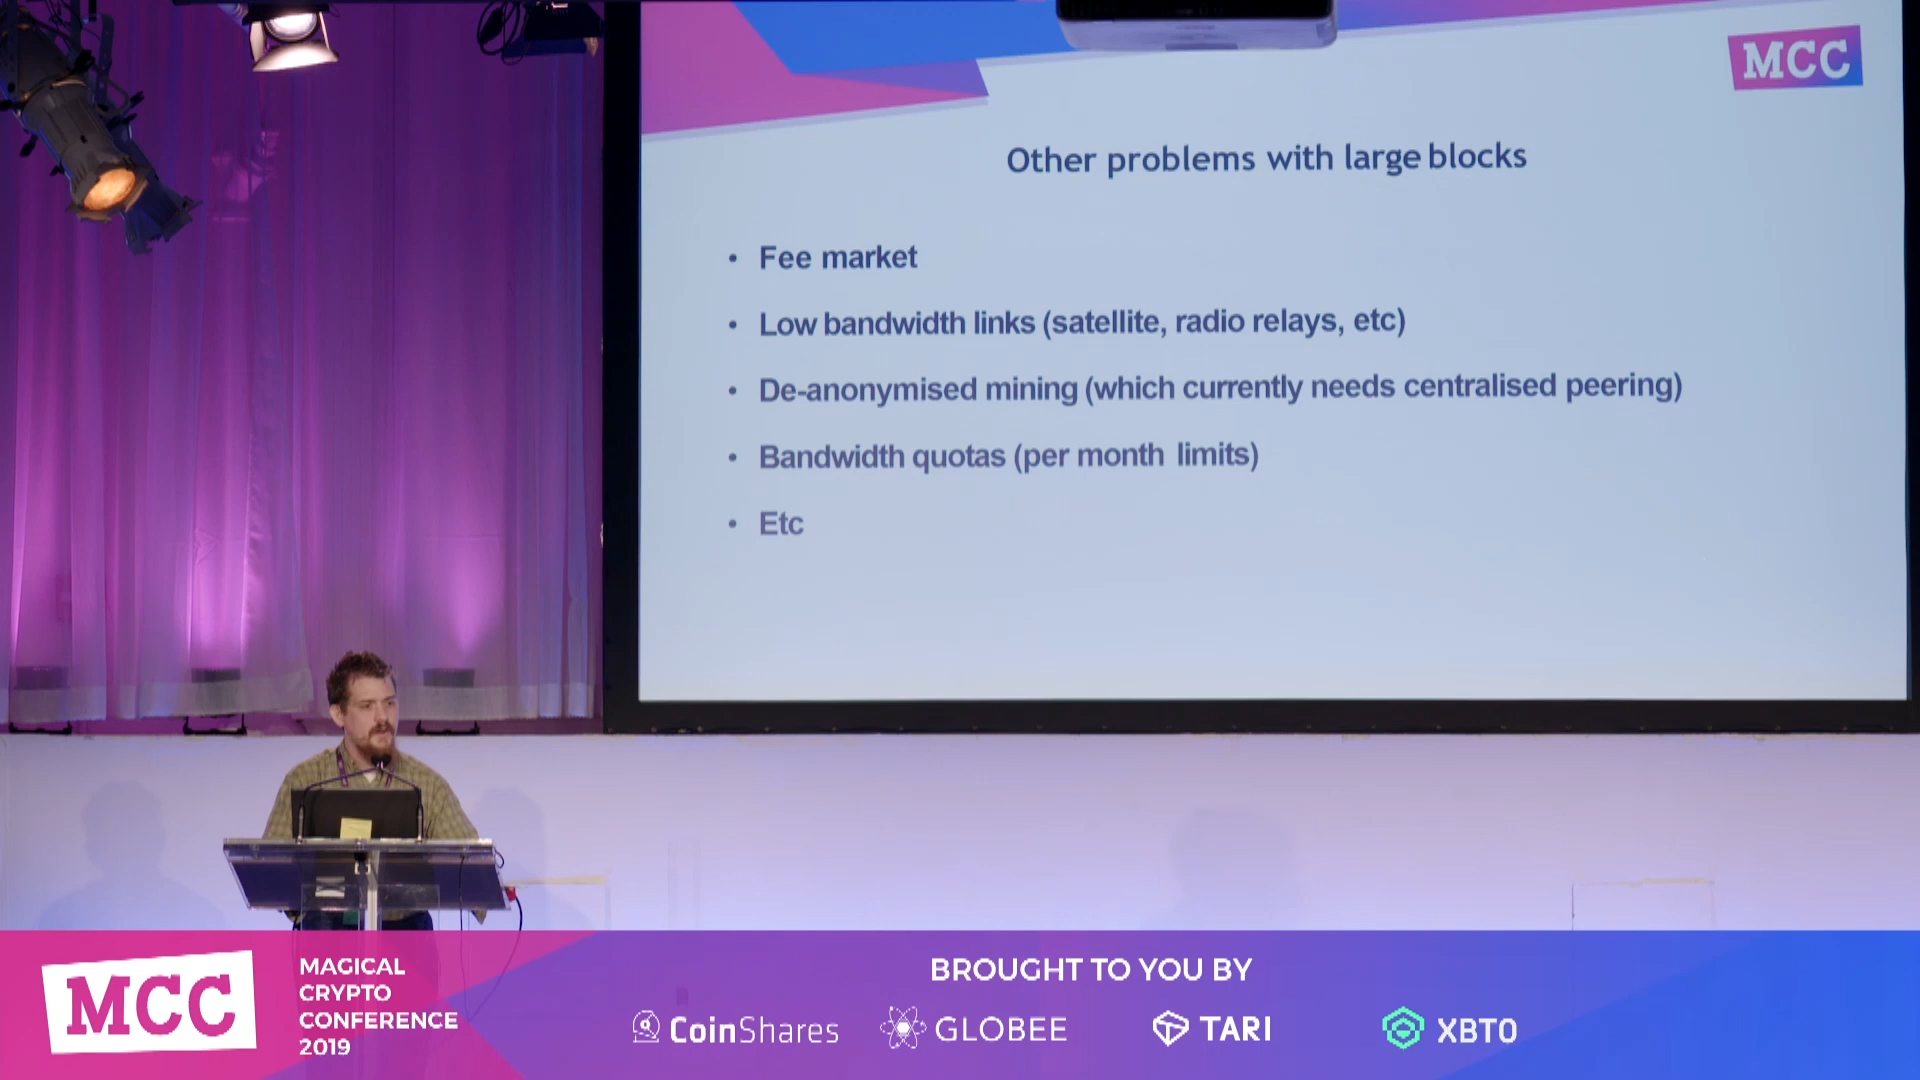 MCC
Other problems with large blocks
• Fee market
• Low bandwidth links (satellite, radio relays, etc)
• De-anonymised mining (which currently needs centralised peering)
• Bandwidth quotas (per month limits)
• Etc
MCC
MAGICAL
CRYPTO
CONFERENCE
2019
BROUGHT TO YOU BY
CoinShares
GLOBEE
TARI
XBTO